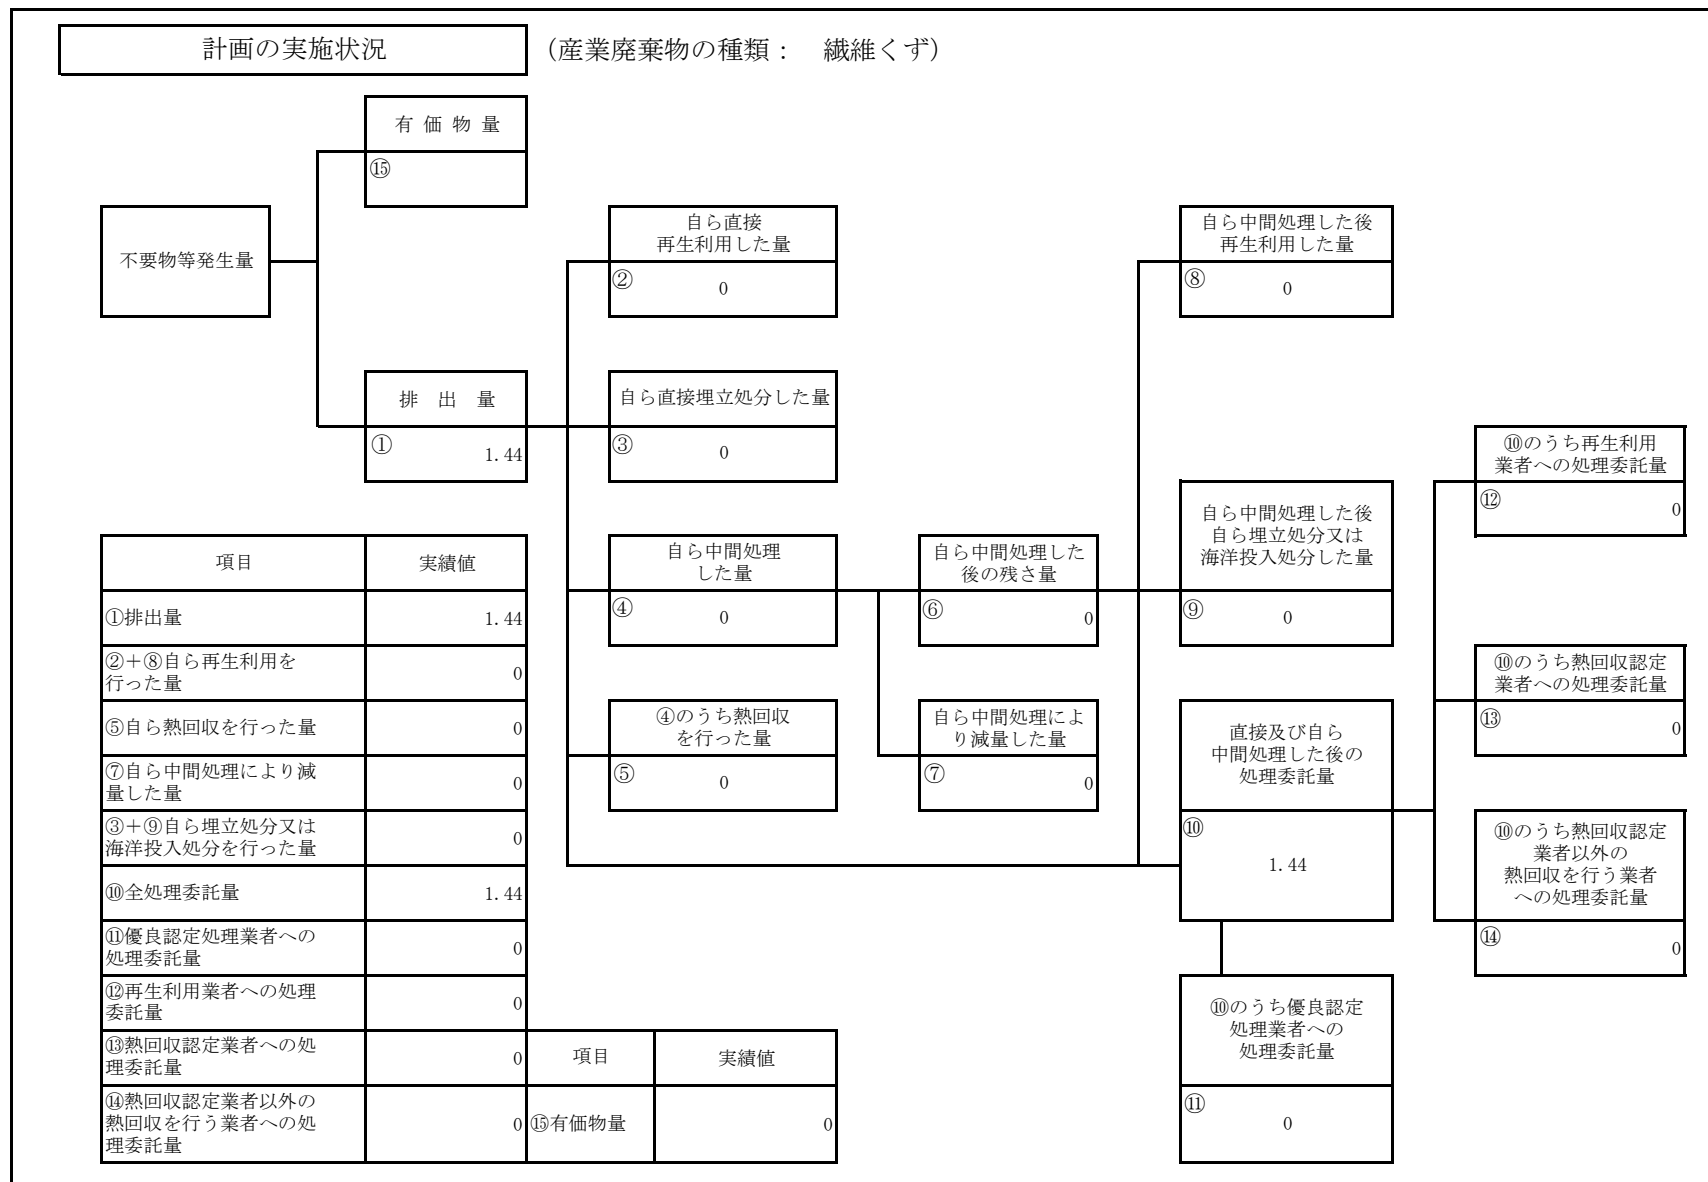 計画の実施状況
（産業廃棄物の種類：　繊維くず）
有 価 物 量
⑮
不要物等発生量
自ら直接
再生利用した量
②
0
自ら中間処理した後
再生利用した量
⑧
0
排　出　量
①
1.44
自ら直接埋立処分した量
③
0
⑩のうち再生利用
業者への処理委託量
⑫
0
自ら中間処理した後
自ら埋立処分又は
海洋投入処分した量
⑨
0
自ら中間処理
した量
④
0
自ら中間処理した
後の残さ量
⑥
0
⑩のうち熱回収認定
業者への処理委託量
⑬
0
④のうち熱回収
を行った量
⑤
0
自ら中間処理によ
り減量した量
⑦
0
直接及び自ら
中間処理した後の
処理委託量
⑩
1.44
⑩のうち熱回収認定
業者以外の
熱回収を行う業者
への処理委託量
⑭
0
⑩のうち優良認定
処理業者への
処理委託量
⑪
0
項目 実績値
①排出量 1.44
②＋⑧自ら再生利用を
行った量
0
⑤自ら熱回収を行った量 0
⑦自ら中間処理により減
量した量
0
③＋⑨自ら埋立処分又は
海洋投入処分を行った量
0
⑩全処理委託量 1.44
⑪優良認定処理業者への
処理委託量
0
⑫再生利用業者への処理
委託量
0
⑬熱回収認定業者への処
理委託量
0
⑭熱回収認定業者以外の
熱回収を行う業者への処
理委託量
0
項目 実績値
⑮有価物量 0